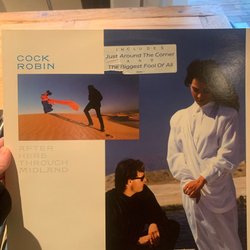 COCK
ROBIN
INCLUDES
Just Around The Corner
AND
The Biggest Fool Of All
AFTER
HERE
THROUGH
MIDLAND